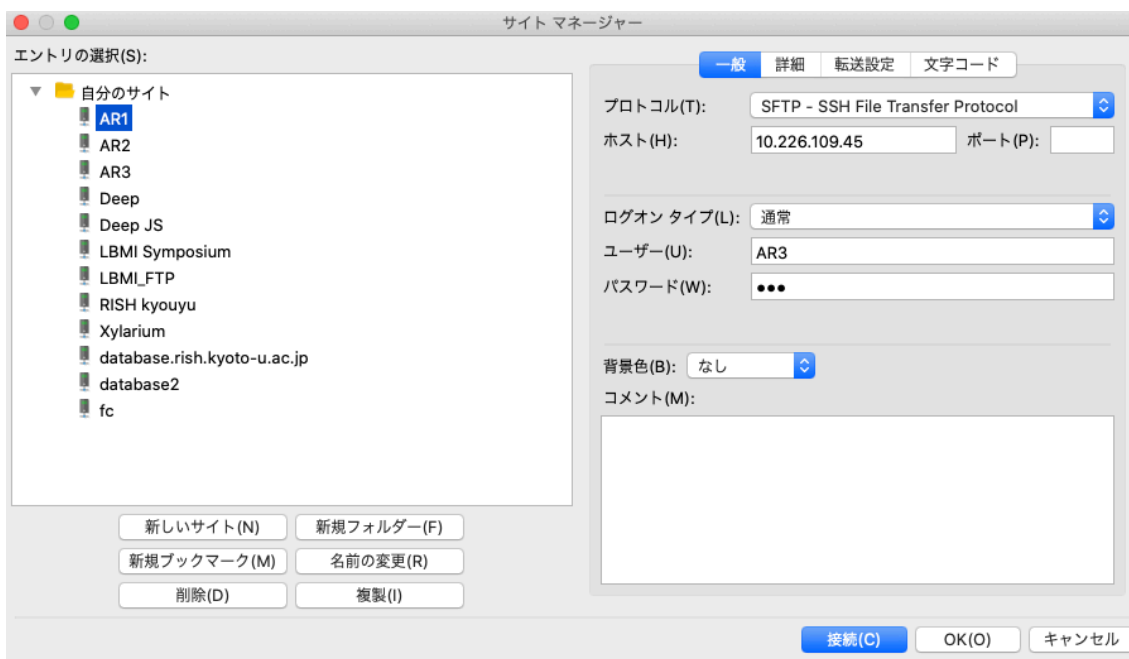 サイト マネージャー
エントリの選択(S):
自分のサイト
AR1
AR2
AR3
Deep
Deep JS
LBMI Symposium
LBMI_FTP
RISH kyouyu
Xylarium
database.rish.kyoto-u.ac.jp
database2
fc
新しいサイト(N) 新規フォルダー(F)
新規ブックマーク(M) 名前の変更(R)
削除(D) 複製(I)
一般 詳細 転送設定 文字コード
プロトコル(T): SFTP - SSH File Transfer Protocol
ホスト(H): 10.226.109.45 ポート(P):
ログオン タイプ(L): 通常
ユーザー(U): AR3
パスワード(W): •••
背景色(B): なし
コメント(M):
接続(C) OK(O) キャンセル